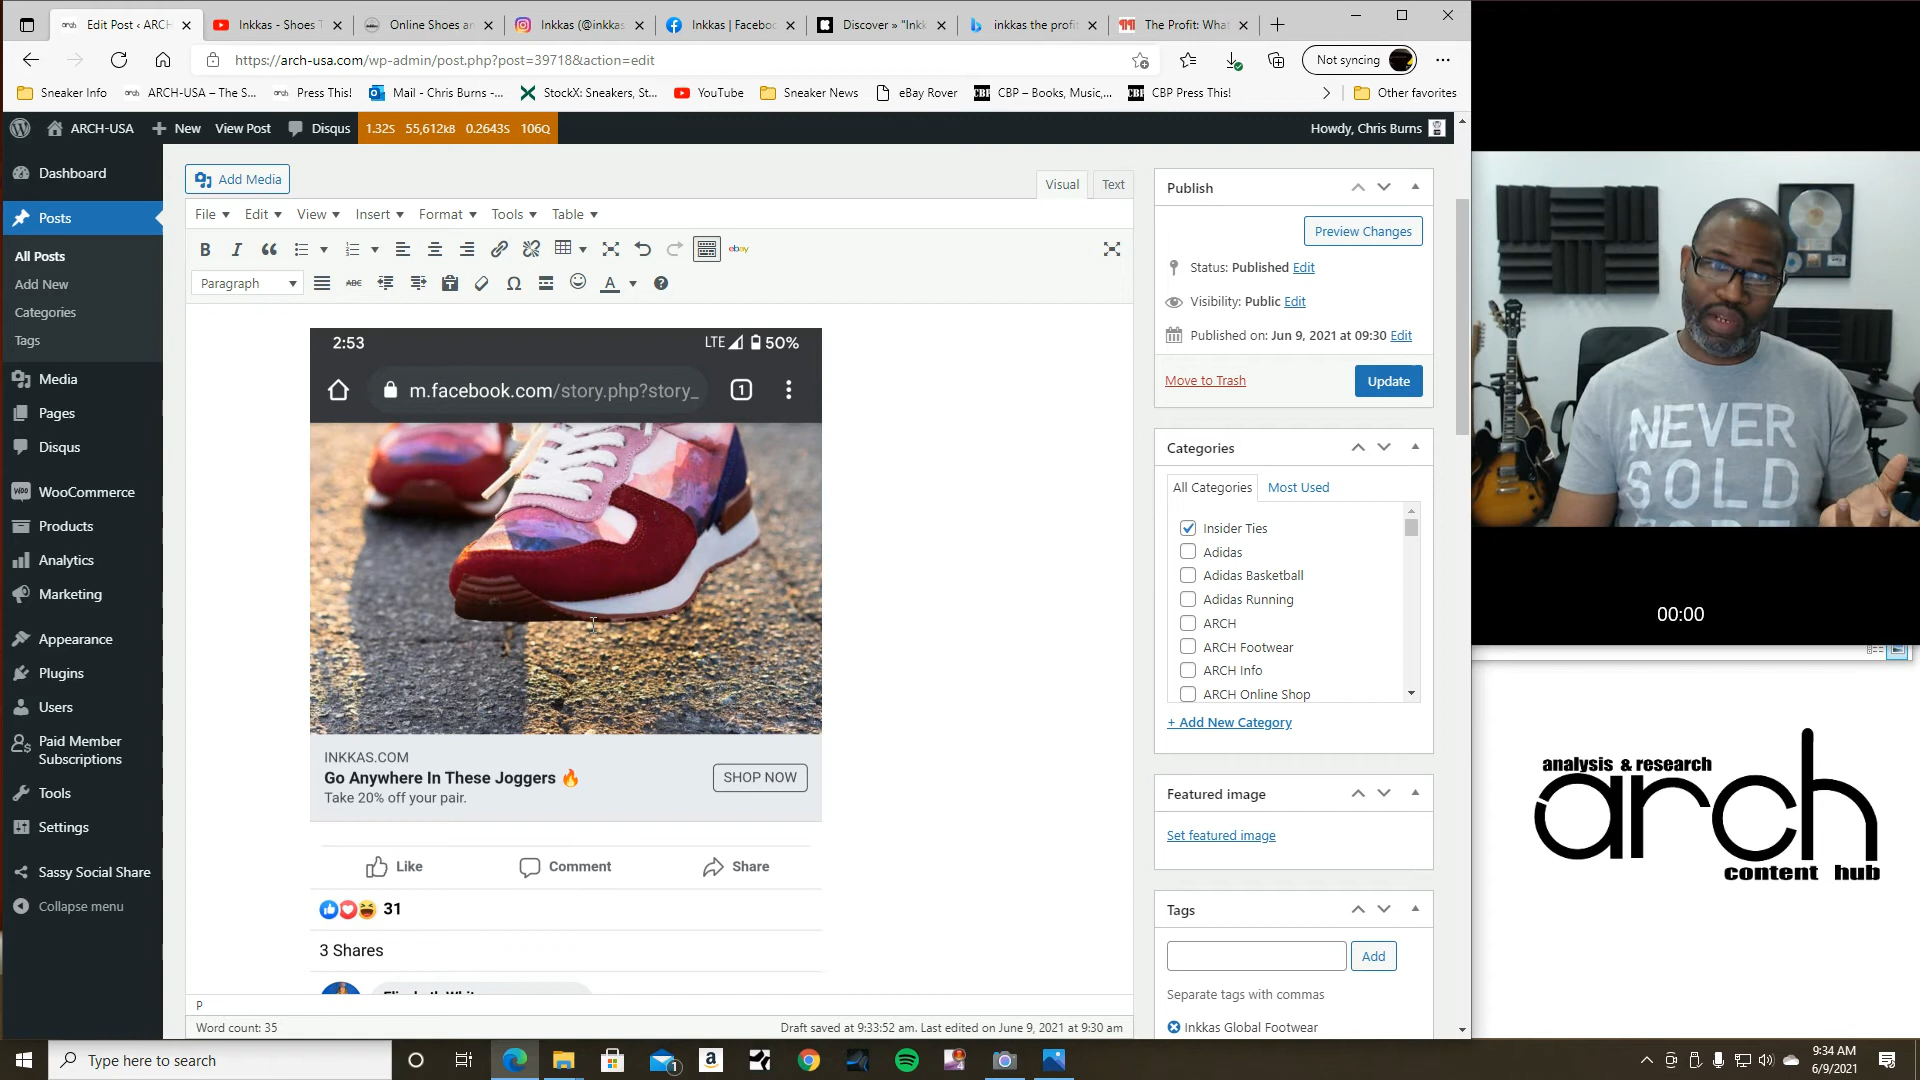 Edit Post ‹ ARCH
Inkkas - Shoes T
Online Shoes an
Inkkas (@inkkas
Inkkas | Facebo
Discover » "Inkk
inkkas the profi
The Profit: Wha
https://arch-usa.com/wp-admin/post.php?post=39718&action=edit
Not syncing
Sneaker Info
ARCH-USA – The S...
Press This!
Mail - Chris Burns -...
StockX: Sneakers, St...
YouTube
Sneaker News
eBay Rover
CBP
CBP – Books, Music,...
CBP
CBP Press This!
Other favorites
ARCH-USA
New
View Post
Disqus
1.32S 55,612kB 0.2643S 106Q
Howdy, Chris Burns
Dashboard
Posts
All Posts
Add New
Categories
Tags
Media
Pages
Disqus
WooCommerce
Products
Analytics
Marketing
Appearance
Plugins
Users
Paid Member
Subscriptions
Tools
Settings
Sassy Social Share
Collapse menu
Add Media
Visual
Text
File
Edit
View
Insert
Format
Tools
Table
ebay
Paragraph
ABC
2:53
LTE
50%
m.facebook.com/story.php?story_
1
INKKAS.COM
Go Anywhere In These Joggers 🔥
Take 20% off your pair.
SHOP NOW
Like
Comment
Share
31
3 Shares
P
Word count: 35
Draft saved at 9:33:52 am. Last edited on June 9, 2021 at 9:30 am
Publish
Preview Changes
Status: Published Edit
Visibility: Public Edit
Published on: Jun 9, 2021 at 09:30 Edit
Move to Trash
Update
Categories
All Categories
Most Used
Insider Ties
Adidas
Adidas Basketball
Adidas Running
ARCH
ARCH Footwear
ARCH Info
ARCH Online Shop
+ Add New Category
Featured image
Set featured image
Tags
Add
Separate tags with commas
Inkkas Global Footwear
NEVER
SOLD
00:00
analysis & research
arch
content hub
Type here to search
9:34 AM
6/9/2021